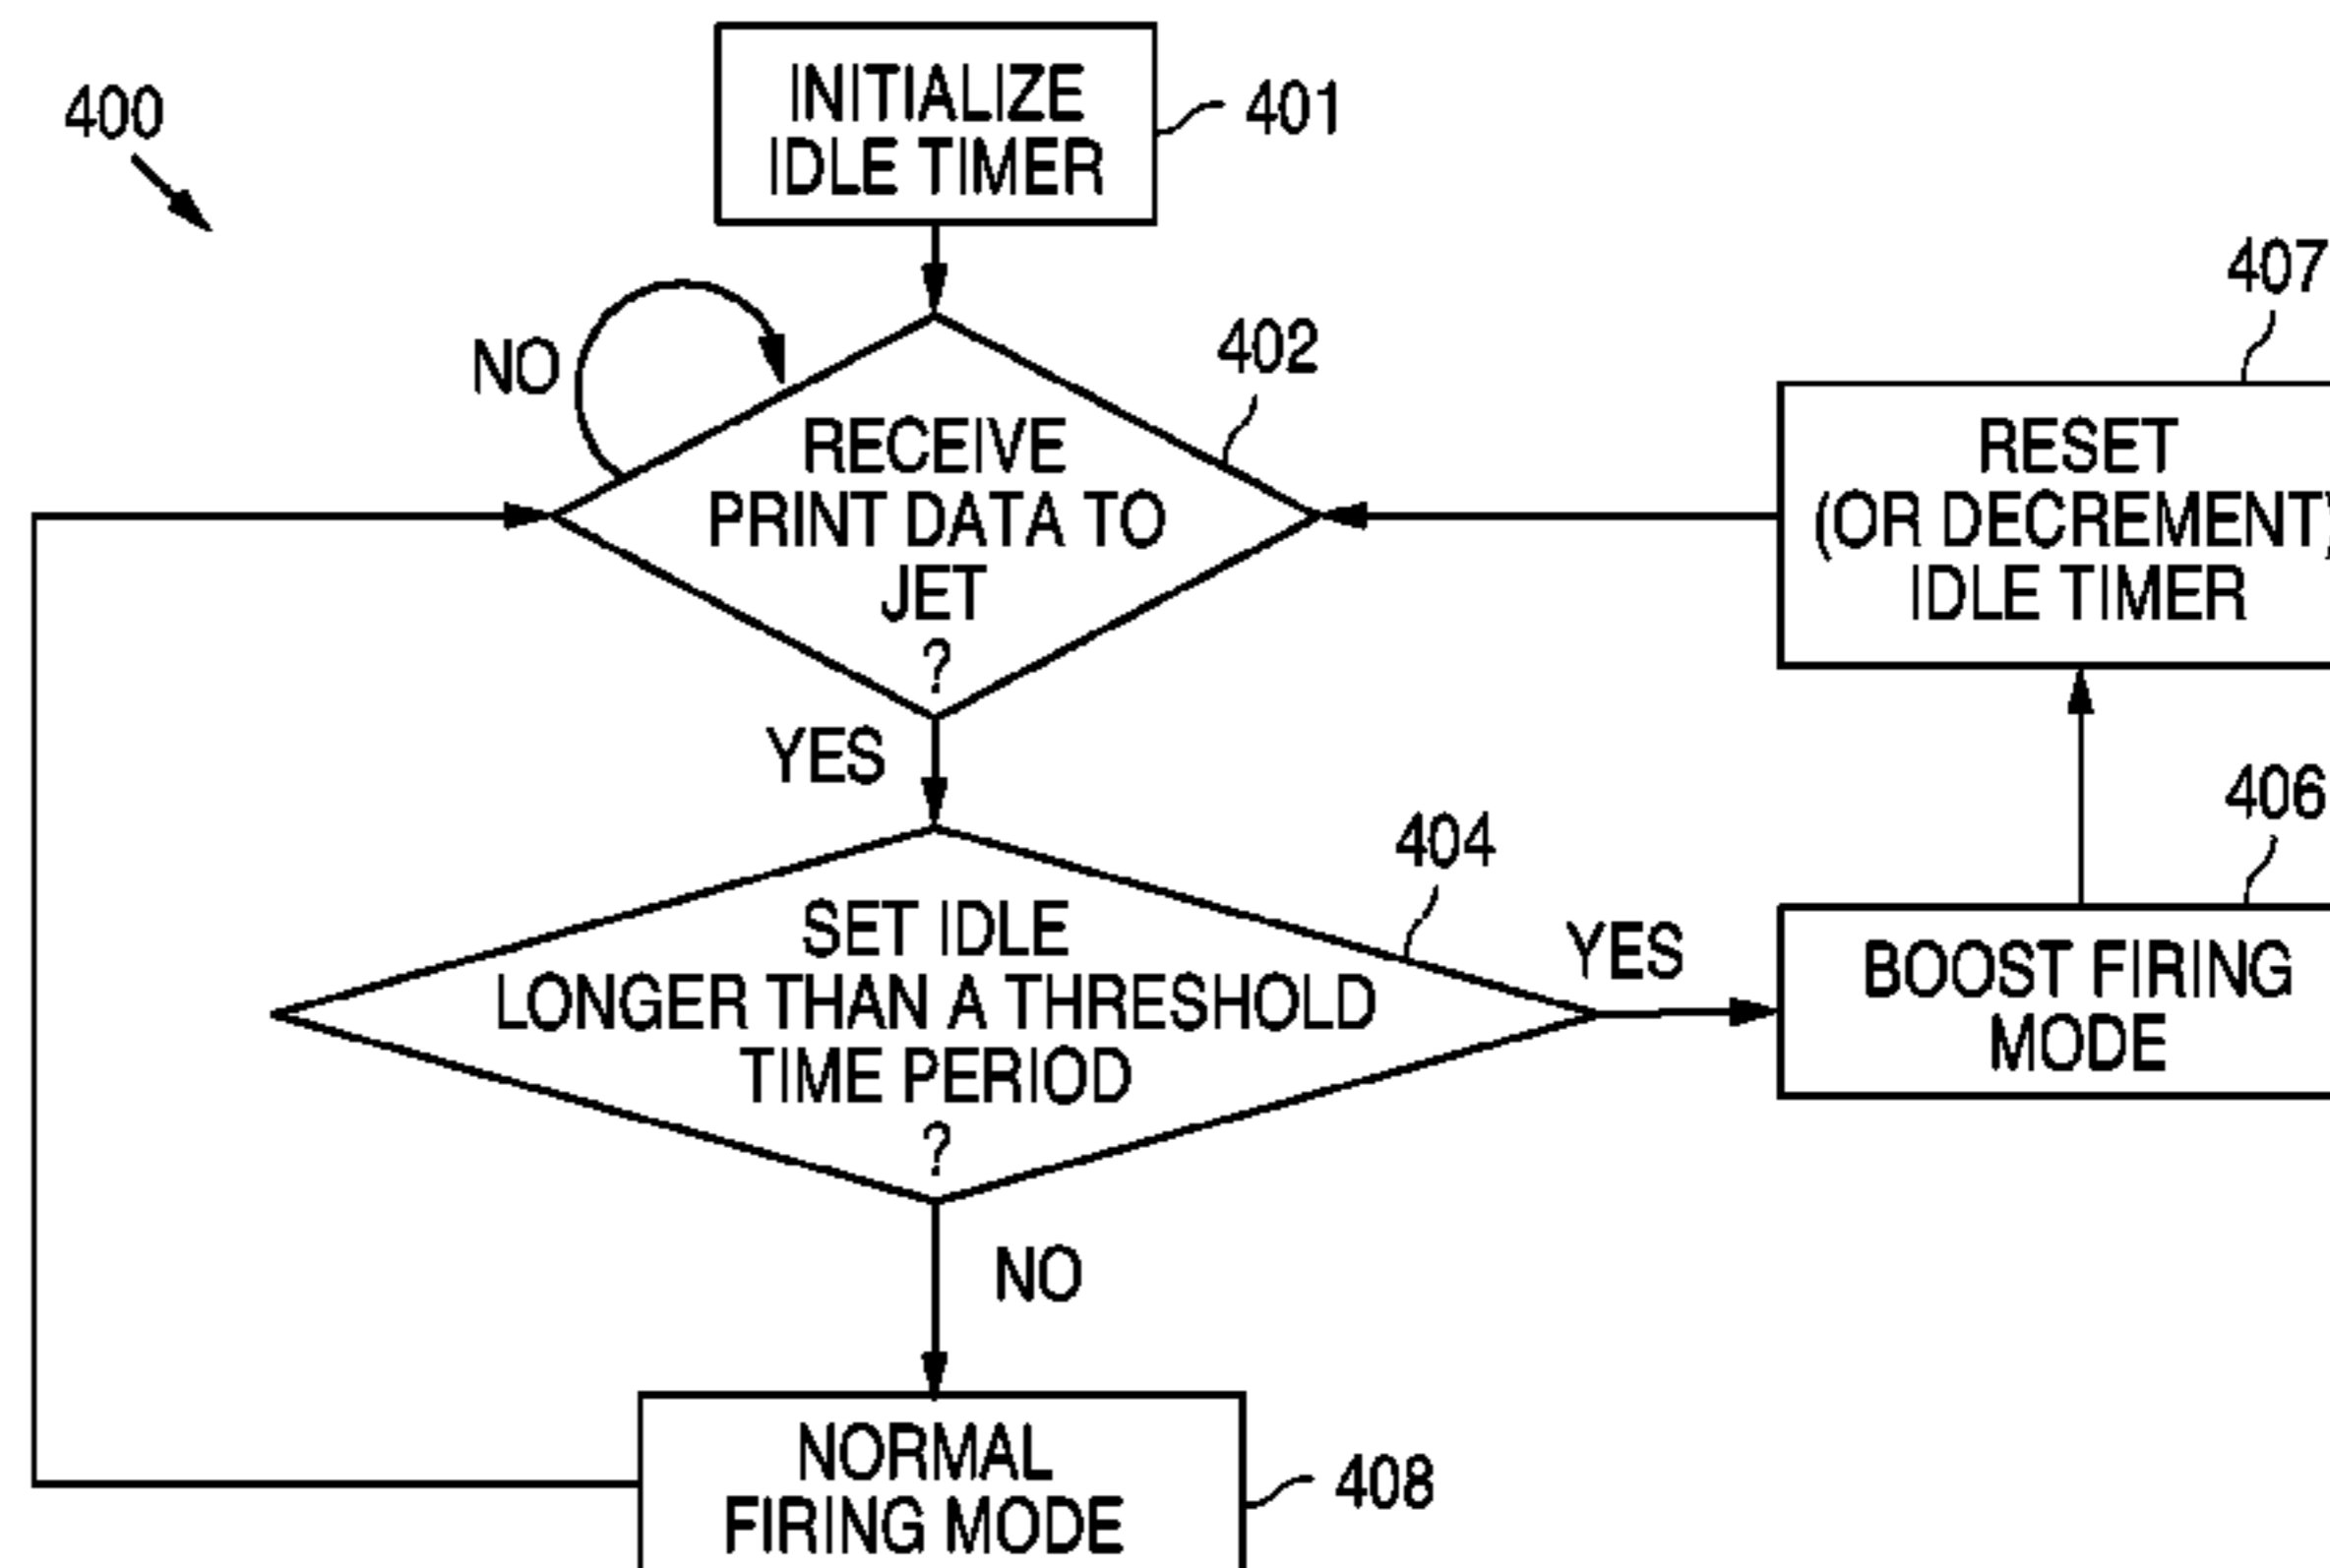 400
INITIALIZE
IDLE TIMER
401
NO
402
RECEIVE
PRINT DATA TO
JET
?
407
RESET
(OR DECREMENT)
IDLE TIMER
YES
404
SET IDLE
LONGER THAN A THRESHOLD
TIME PERIOD
?
YES
406
BOOST FIRING
MODE
NO
NORMAL
FIRING MODE
408